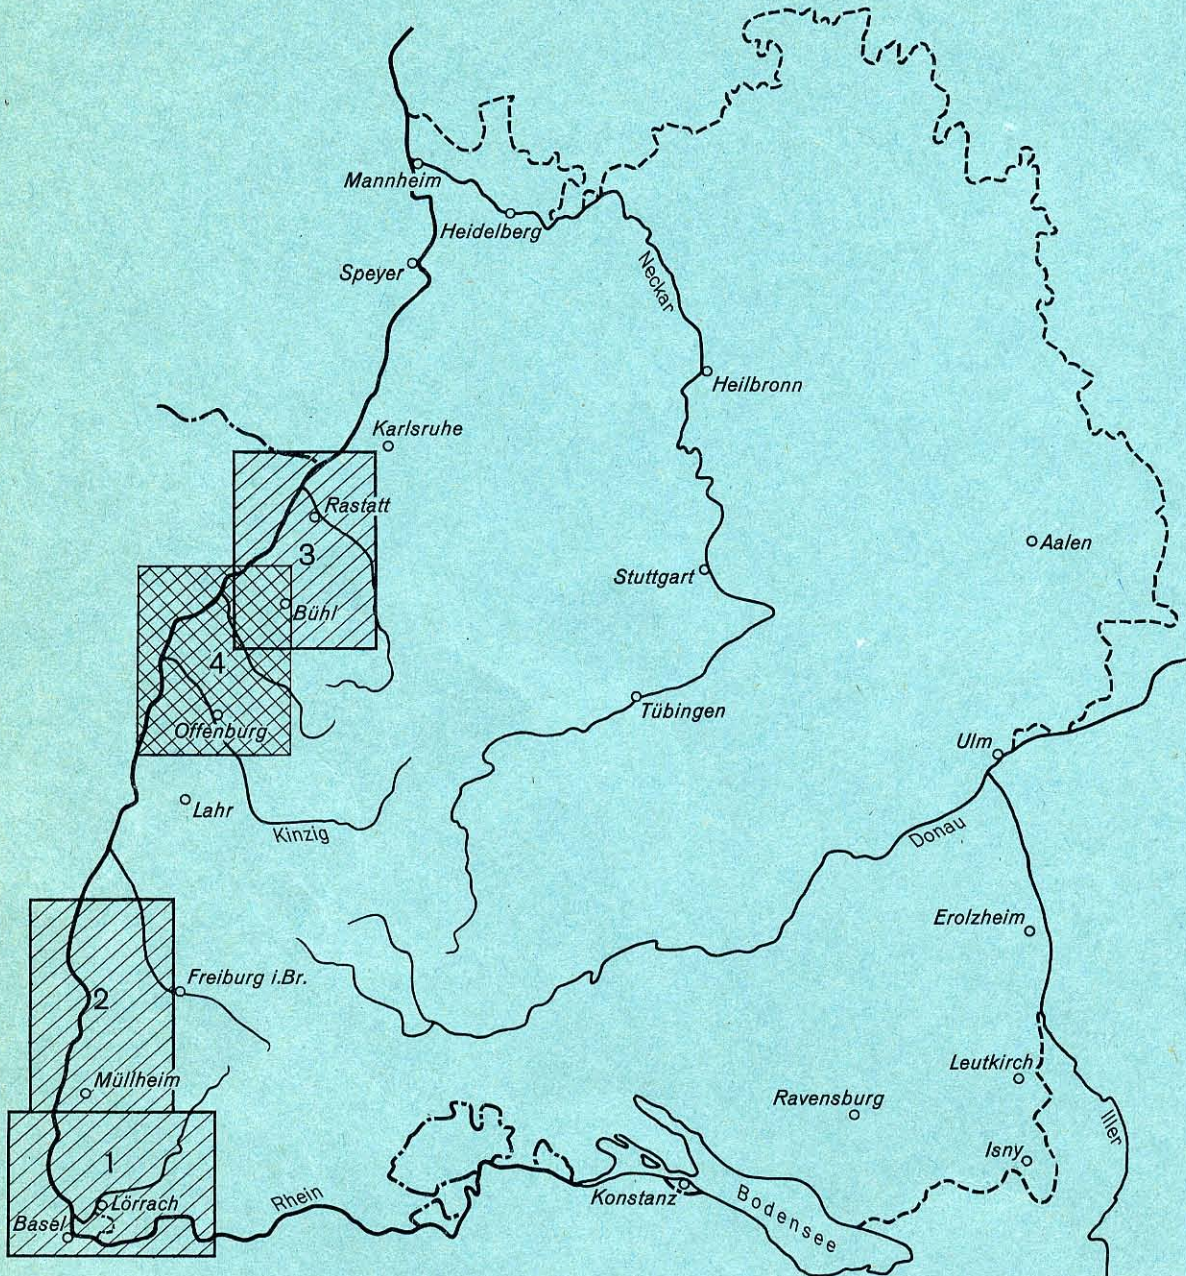 Mannheim
Heidelberg
Speyer
Neckar
Heilbronn
Karlsruhe
Rastatt
3
Aalen
Stuttgart
Bühl
4
Tübingen
Offenburg
Ulm
Lahr
Kinzig
Donau
Erolzheim
Freiburg i.Br.
2
Leutkirch
Müllheim
Ravensburg
Iller
Isny
1
Rhein
Konstanz
Lörrach
Bodensee
Basel